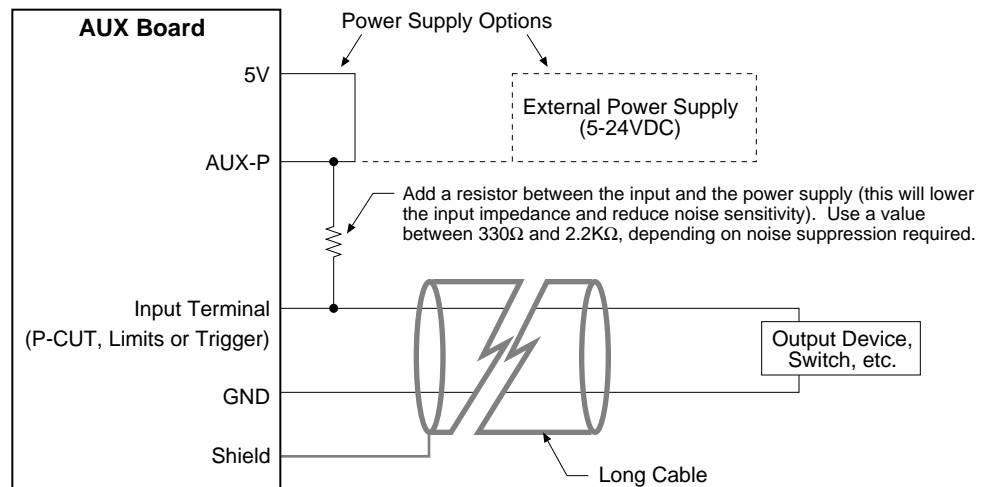 AUX Board
Power Supply Options
5V
External Power Supply
(5-24VDC)
AUX-P
Add a resistor between the input and the power supply (this will lower
the input impedance and reduce noise sensitivity). Use a value
between 330Ω and 2.2KΩ, depending on noise suppression required.
Input Terminal
(P-CUT, Limits or Trigger)
Output Device,
Switch, etc.
GND
Shield
Long Cable